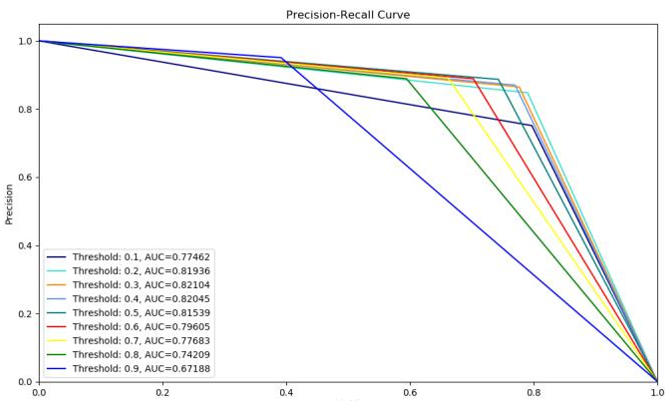 Precision-Recall Curve
Precision
1.0
0.8
0.6
0.4
0.2
0.0
Threshold: 0.1, AUC=0.77462
Threshold: 0.2, AUC=0.81936
Threshold: 0.3, AUC=0.82104
Threshold: 0.4, AUC=0.82045
Threshold: 0.5, AUC=0.81539
Threshold: 0.6, AUC=0.79605
Threshold: 0.7, AUC=0.77683
Threshold: 0.8, AUC=0.74209
Threshold: 0.9, AUC=0.67188
0.0 0.2 0.4 0.6 0.8 1.0